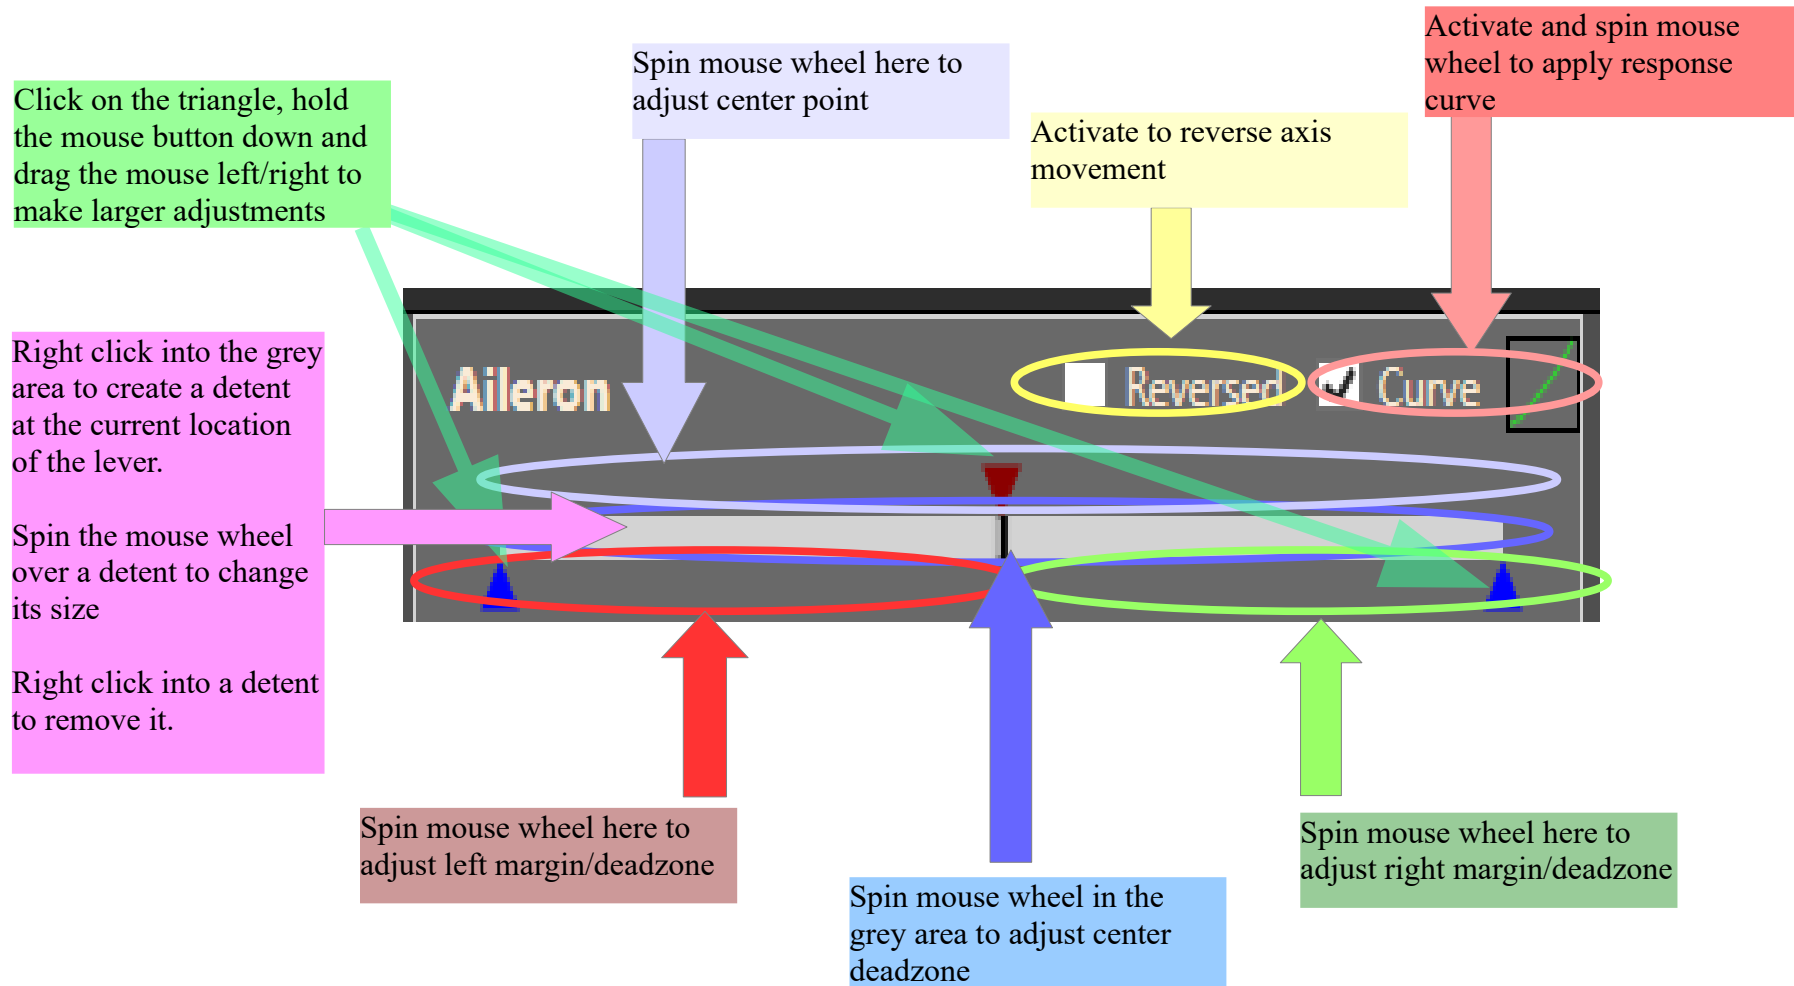 Activate and spin mouse
wheel to apply response
curve
Spin mouse wheel here to
adjust center point
Click on the triangle, hold
the mouse button down and
drag the mouse left/right to
make larger adjustments
Activate to reverse axis
movement
Right click into the grey
area to create a detent
at the current location
of the lever.
Spin the mouse wheel
over a detent to change
its size
Right click into a detent
to remove it.
Aileron
Reversed
Curve
Spin mouse wheel here to
adjust left margin/deadzone
Spin mouse wheel in the
grey area to adjust center
deadzone
Spin mouse wheel here to
adjust right margin/deadzone